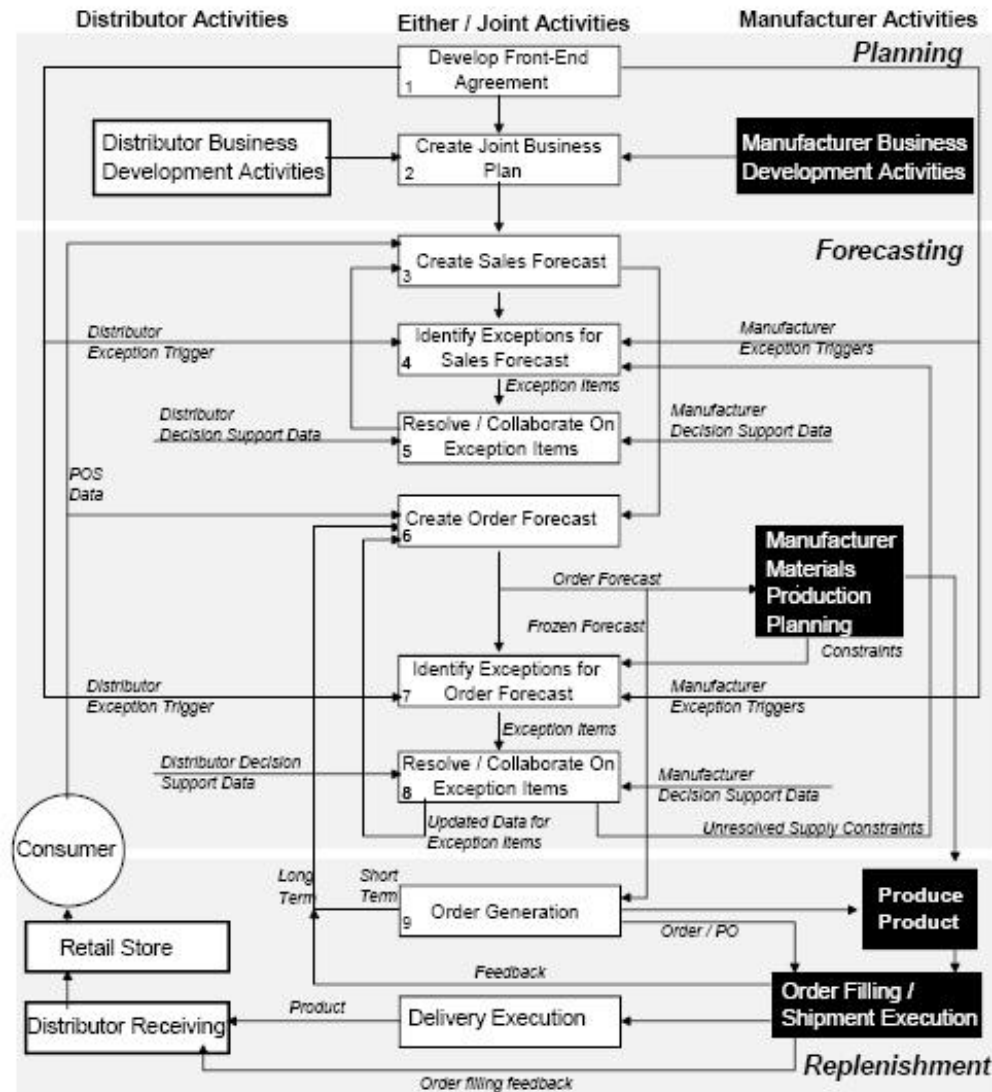 Distributor Activities
Either / Joint Activities
Manufacturer Activities
Planning
Develop Front-End
Agreement
1
Distributor Business
Development Activities
Create Joint Business
Plan
2
Manufacturer Business
Development Activities
Forecasting
Create Sales Forecast
3
Distributor
Exception Trigger
Identify Exceptions for
Sales Forecast
4
Manufacturer
Exception Triggers
Exception Items
Distributor
Decision Support Data
Resolve / Collaborate On
Exception Items
5
Manufacturer
Decision Support Data
POS
Data
Create Order Forecast
6
Manufacturer
Materials
Production
Planning
Order Forecast
Frozen Forecast
Constraints
Distributor
Exception Trigger
Identify Exceptions for
Order Forecast
7
Manufacturer
Exception Triggers
Exception Items
Distributor Decision
Support Data
Resolve / Collaborate On
Exception Items
8
Manufacturer
Decision Support Data
Updated Data for
Exception Items
Unresolved Supply Constraints
Consumer
Long
Term
Short
Term
Order Generation
9
Order / PO
Produce
Product
Retail Store
Feedback
Order Filling /
Shipment Execution
Distributor Receiving
Product
Delivery Execution
Order filling feedback
Replenishment